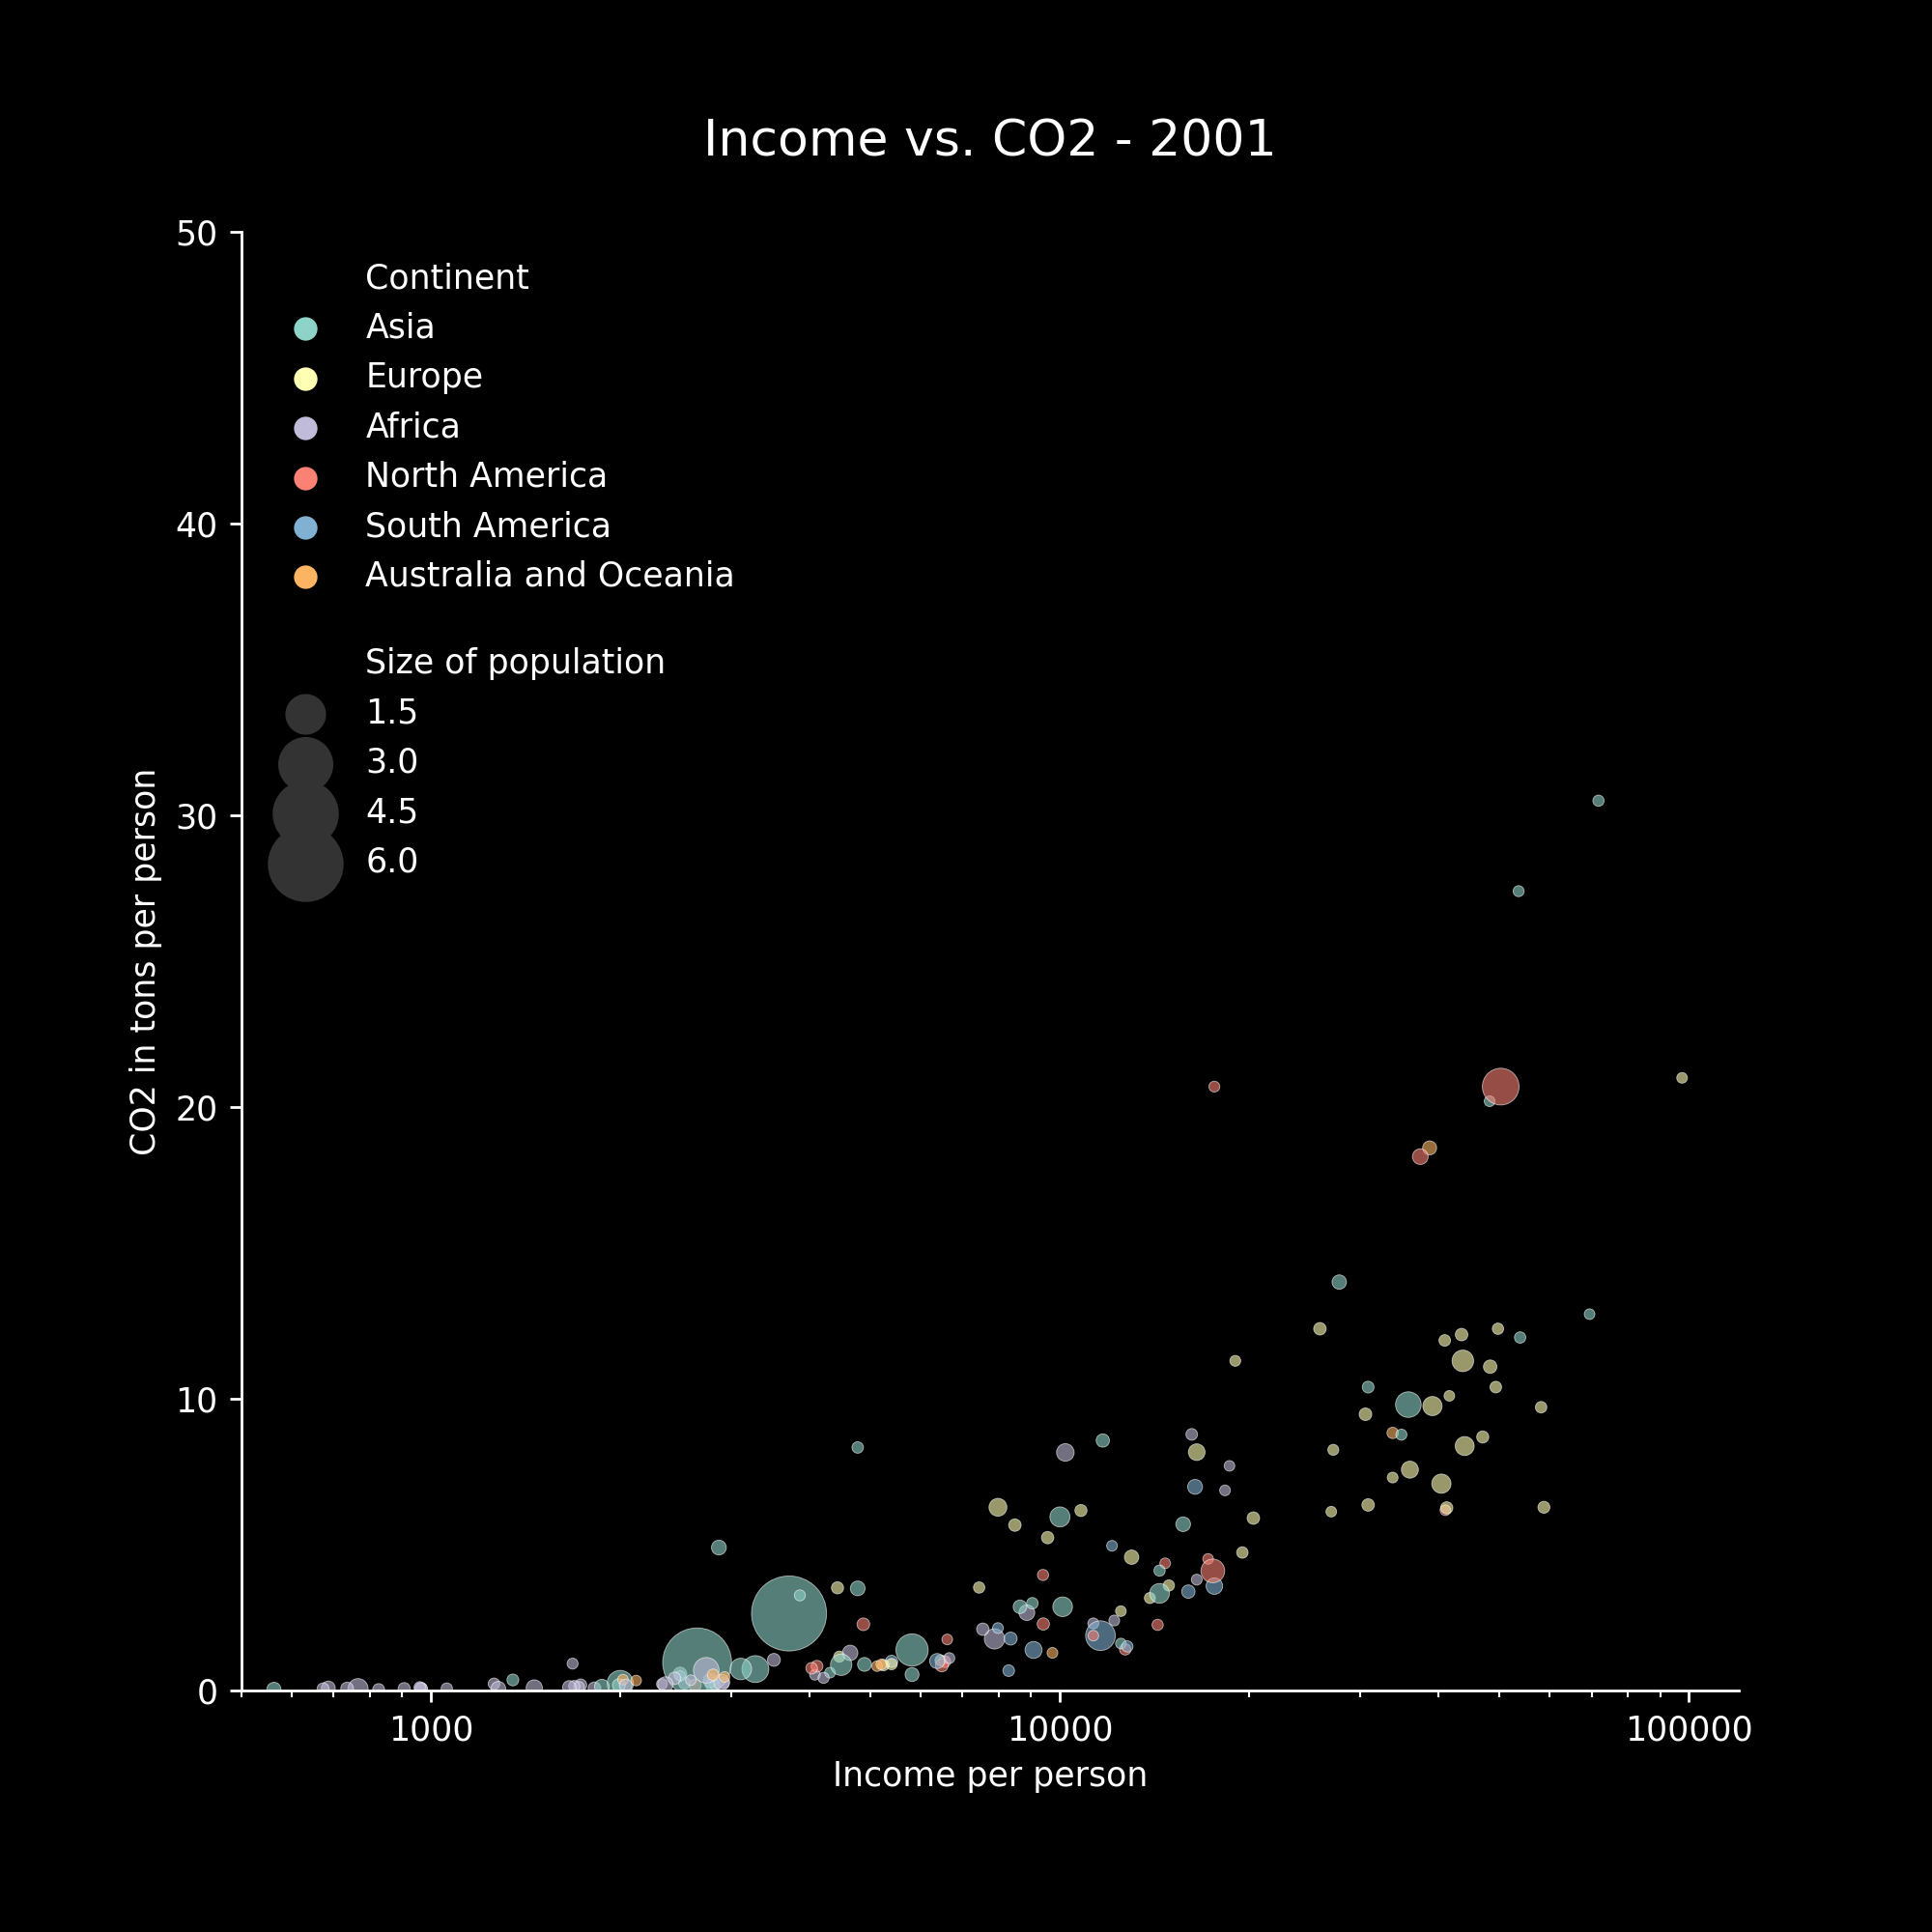 Income vs. CO2 - 2001
50
Continent
Asia
Europe
Africa
North America
40
South America
Australia and Oceania
Size of population
1.5
3.0
30
4.5
6.0
CO2 in tons per person
20
10
0
1000
10000
100000
Income per person